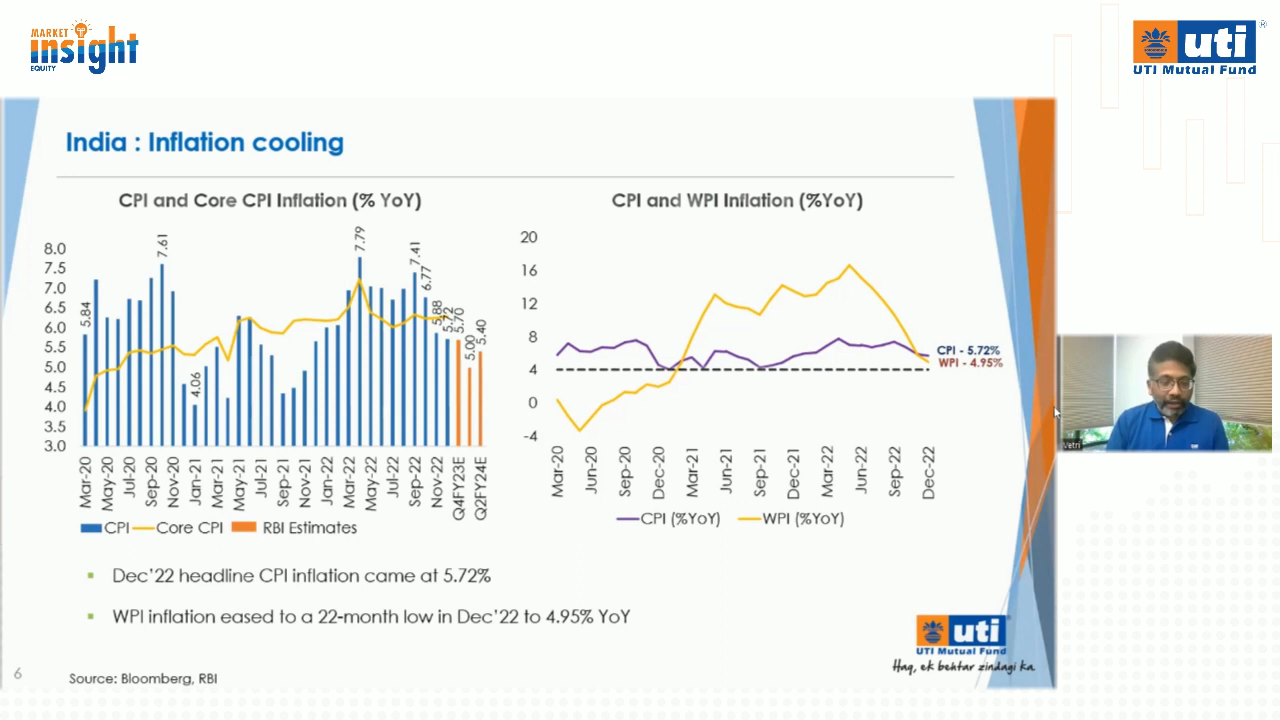 MARKET
insight
EQUITY
uti
®
UTI Mutual Fund
India : Inflation cooling
CPI and Core CPI Inflation (% YoY)
8.0
7.5
7.0
6.5
6.0
5.5
5.0
4.5
4.0
3.5
3.0
5.84
7.61
4.06
7.79
7.41
6.77
5.88
5.72
5.70
5.00
5.40
Mar-20
May-20
Jul-20
Sep-20
Nov-20
Jan-21
Mar-21
May-21
Jul-21
Sep-21
Nov-21
Jan-22
Mar-22
May-22
Jul-22
Sep-22
Nov-22
Q4FY23E
Q2FY24E
CPI Core CPI RBI Estimates
CPI and WPI Inflation (%YoY)
20
16
12
8
4
0
-4
CPI - 5.72%
WPI - 4.95%
Mar-20
Jun-20
Sep-20
Dec-20
Mar-21
Jun-21
Sep-21
Dec-21
Mar-22
Jun-22
Sep-22
Dec-22
CPI (%YoY) WPI (%YoY)
Vetri
Dec’22 headline CPI inflation came at 5.72%
WPI inflation eased to a 22-month low in Dec’22 to 4.95% YoY
uti
UTI Mutual Fund
Haq, ek behtar zindagi ka.
6
Source: Bloomberg, RBI